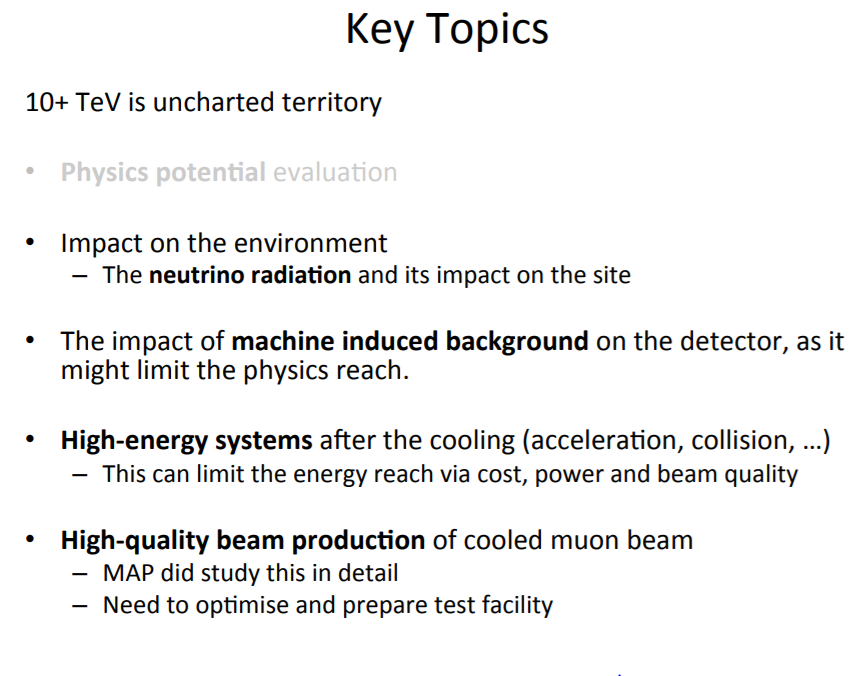 Key Topics
10+ TeV is uncharted territory
• Physics potential evaluation
• Impact on the environment
– The neutrino radiation and its impact on the site
• The impact of machine induced background on the detector, as it
might limit the physics reach.
• High-energy systems after the cooling (acceleration, collision, ...)
– This can limit the energy reach via cost, power and beam quality
• High-quality beam production of cooled muon beam
– MAP did study this in detail
– Need to optimise and prepare test facility